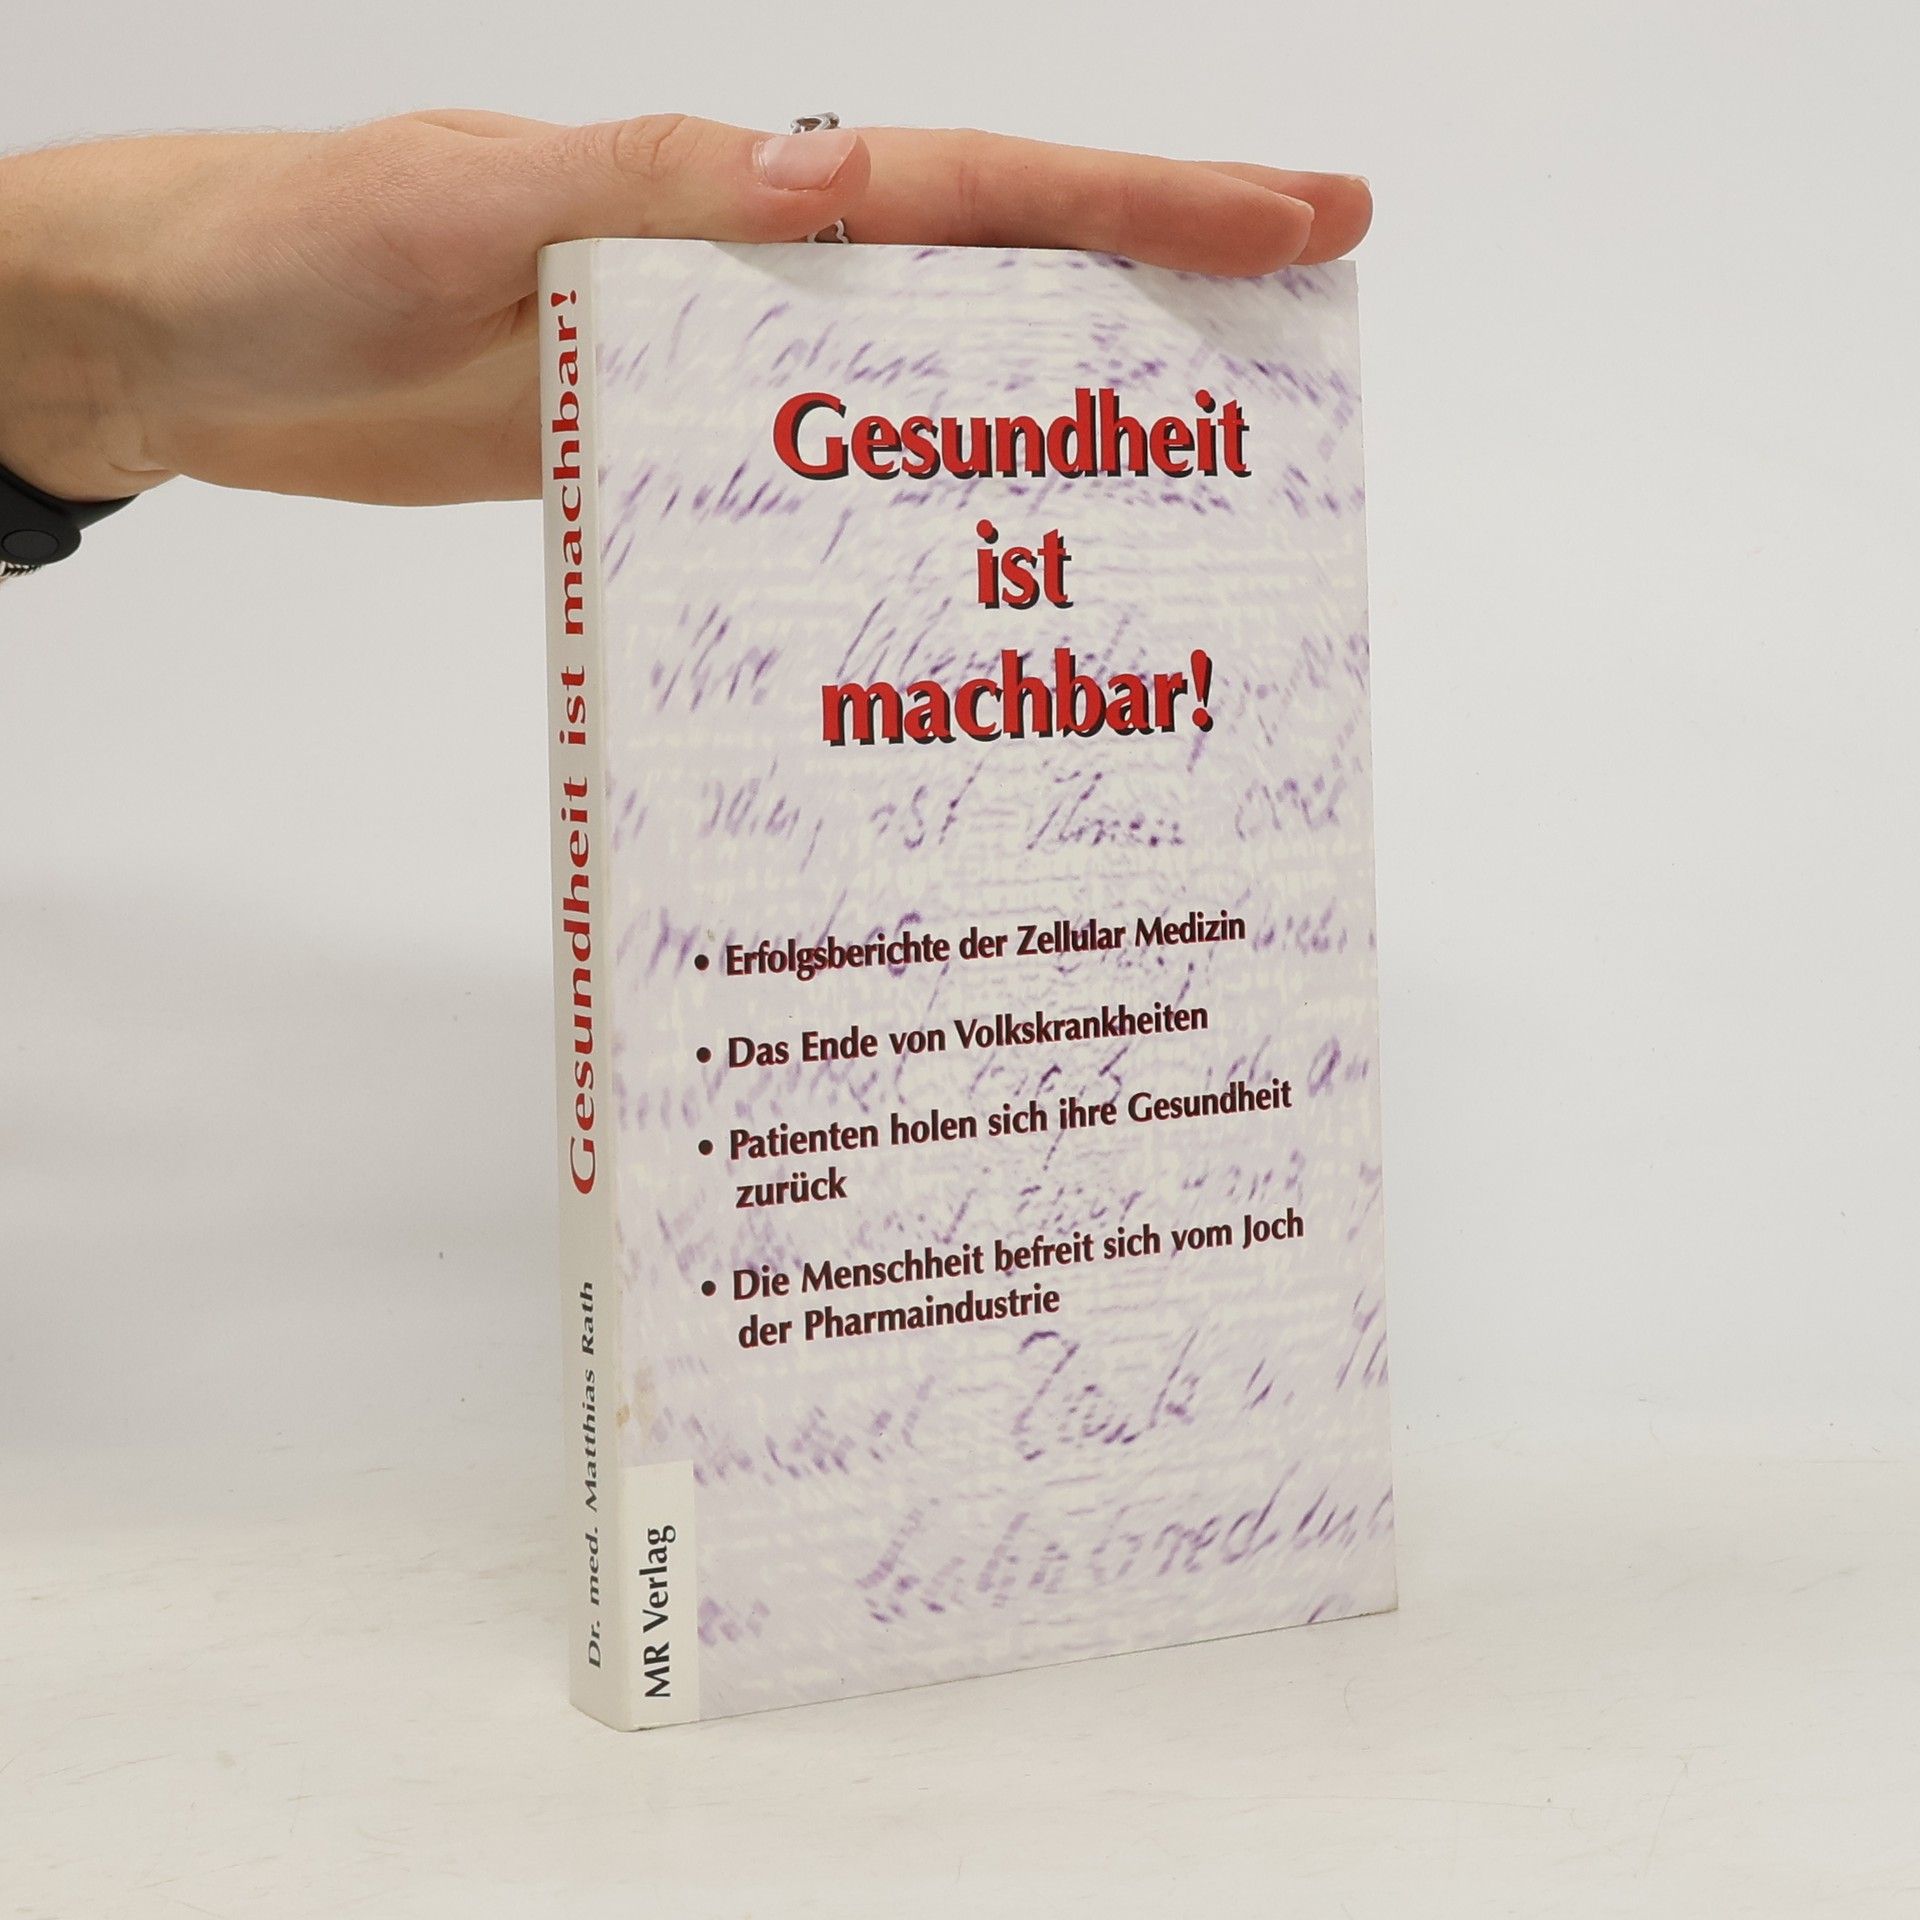 Gesundheit ist machbar!
Dr. med. Matthias Rath
Gesundheit
ist
machbar!
• Erfolgsberichte der Zellular Medizin
• Das Ende von Volkskrankheiten
• Patienten holen sich ihre Gesundheit
zurück
• Die Menschheit befreit sich vom Joch
der Pharmaindustrie
MR Verlag